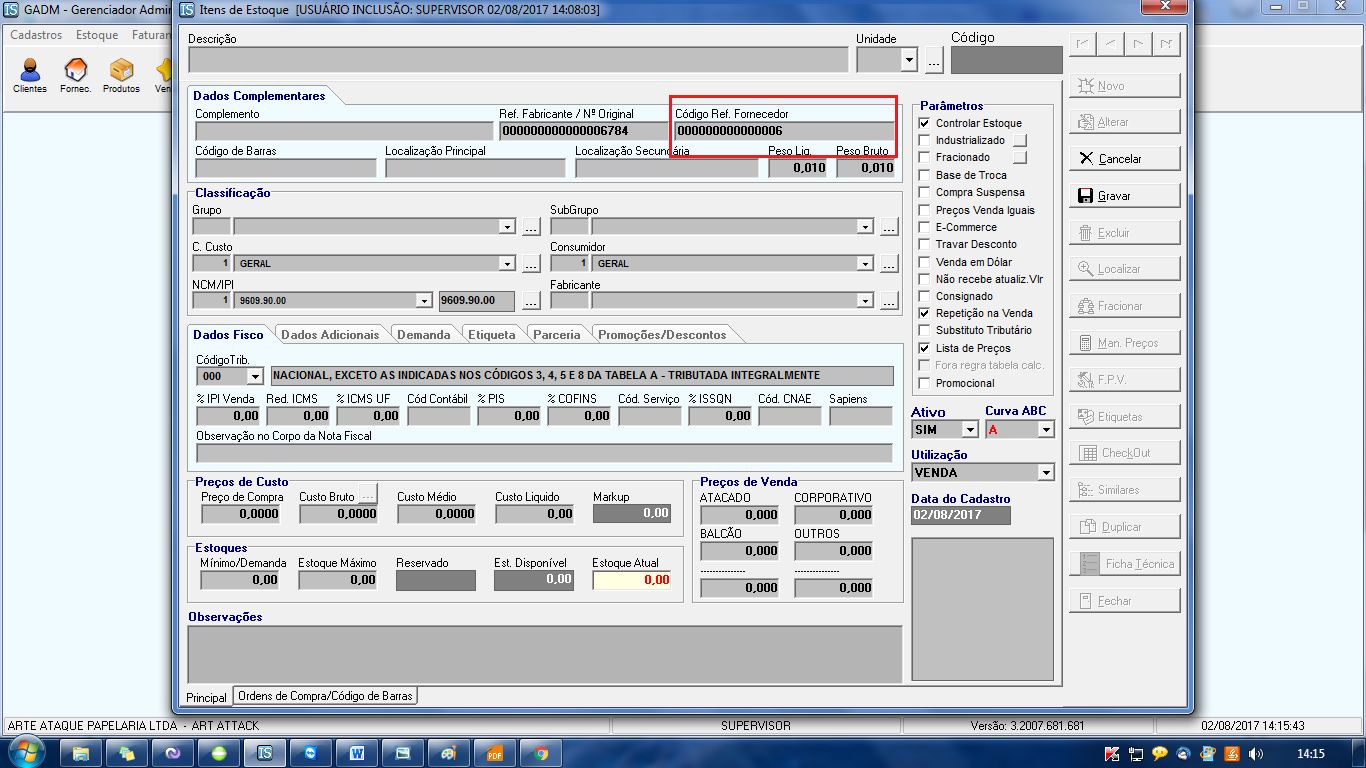 GADM - Gerenciador Admin
Itens de Estoque [USUÁRIO INCLUSÃO: SUPERVISOR 02/08/2017 14:08:03]
Cadastros Estoque Faturan
Clientes Fornec. Produtos Ven
Descrição Unidade Código
...
Dados Complementares
Complemento Ref. Fabricante / Nº Original Código Ref. Fornecedor
0000000000000006784 000000000000006
Código de Barras Localização Principal Localização Secundária Peso Liq. Peso Bruto
0,010 0,010
Classificação
Grupo SubGrupo
... ...
C. Custo Consumidor
1 GERAL ... 1 GERAL ...
NCM/IPI Fabricante
1 9609.90.00 9609.90.00 ... ...
Dados Fisco Dados Adicionais Demanda Etiqueta Parceria Promoções/Descontos
CódigoTrib.
000 NACIONAL, EXCETO AS INDICADAS NOS CÓDIGOS 3, 4, 5 E 8 DA TABELA A - TRIBUTADA INTEGRALMENTE
% IPI Venda Red. ICMS % ICMS UF Cód Contábil % PIS % COFINS Cód. Serviço % ISSQN Cód. CNAE Sapiens
0,00 0,00 0,00 0,00 0,00 0,00
Observação no Corpo da Nota Fiscal
Preços de Custo
Preço de Compra Custo Bruto ... Custo Médio Custo Liquido Markup
0,0000 0,0000 0,0000 0,00 0,00
Estoques
Mínimo/Demanda Estoque Máximo Reservado Est. Disponível Estoque Atual
0,00 0,00 0,00 0,00
Preços de Venda
ATACADO CORPORATIVO
0,000 0,000
BALCÃO OUTROS
0,000 0,000
--------------- ---------------
0,000 0,000
Observações
Principal Ordens de Compra/Código de Barras
Parâmetros
Controlar Estoque
Industrializado
Fracionado
Base de Troca
Compra Suspensa
Preços Venda Iguais
E-Commerce
Travar Desconto
Venda em Dólar
Não recebe atualiz.Vlr
Consignado
Repetição na Venda
Substituto Tributário
Lista de Preços
Fora regra tabela calc.
Promocional
Ativo Curva ABC
SIM A
Utilização
VENDA
Data do Cadastro
02/08/2017
Novo
Alterar
Cancelar
Gravar
Excluir
Localizar
Fracionar
Man. Preços
F.P.V.
Etiquetas
CheckOut
Similares
Duplicar
Ficha Técnica
Fechar
ARTE ATAQUE PAPELARIA LTDA - ART ATTACK SUPERVISOR Versão: 3.2007.681.681 02/08/2017 14:15:43
14:15